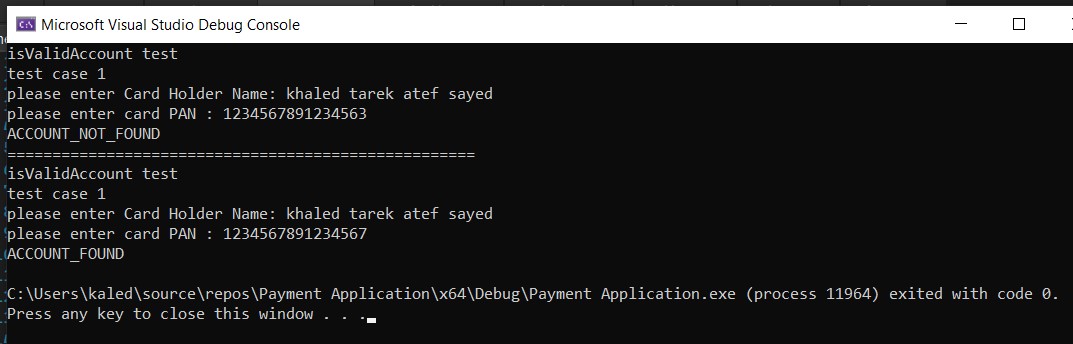 Microsoft Visual Studio Debug Console
isValidAccount test
test case 1
please enter Card Holder Name: khaled tarek atef sayed
please enter card PAN : 1234567891234563
ACCOUNT_NOT_FOUND
====================================================
isValidAccount test
test case 1
please enter Card Holder Name: khaled tarek atef sayed
please enter card PAN : 1234567891234567
ACCOUNT_FOUND
C:\Users\kaled\source\repos\Payment Application\x64\Debug\Payment Application.exe (process 11964) exited with code 0.
Press any key to close this window . . .